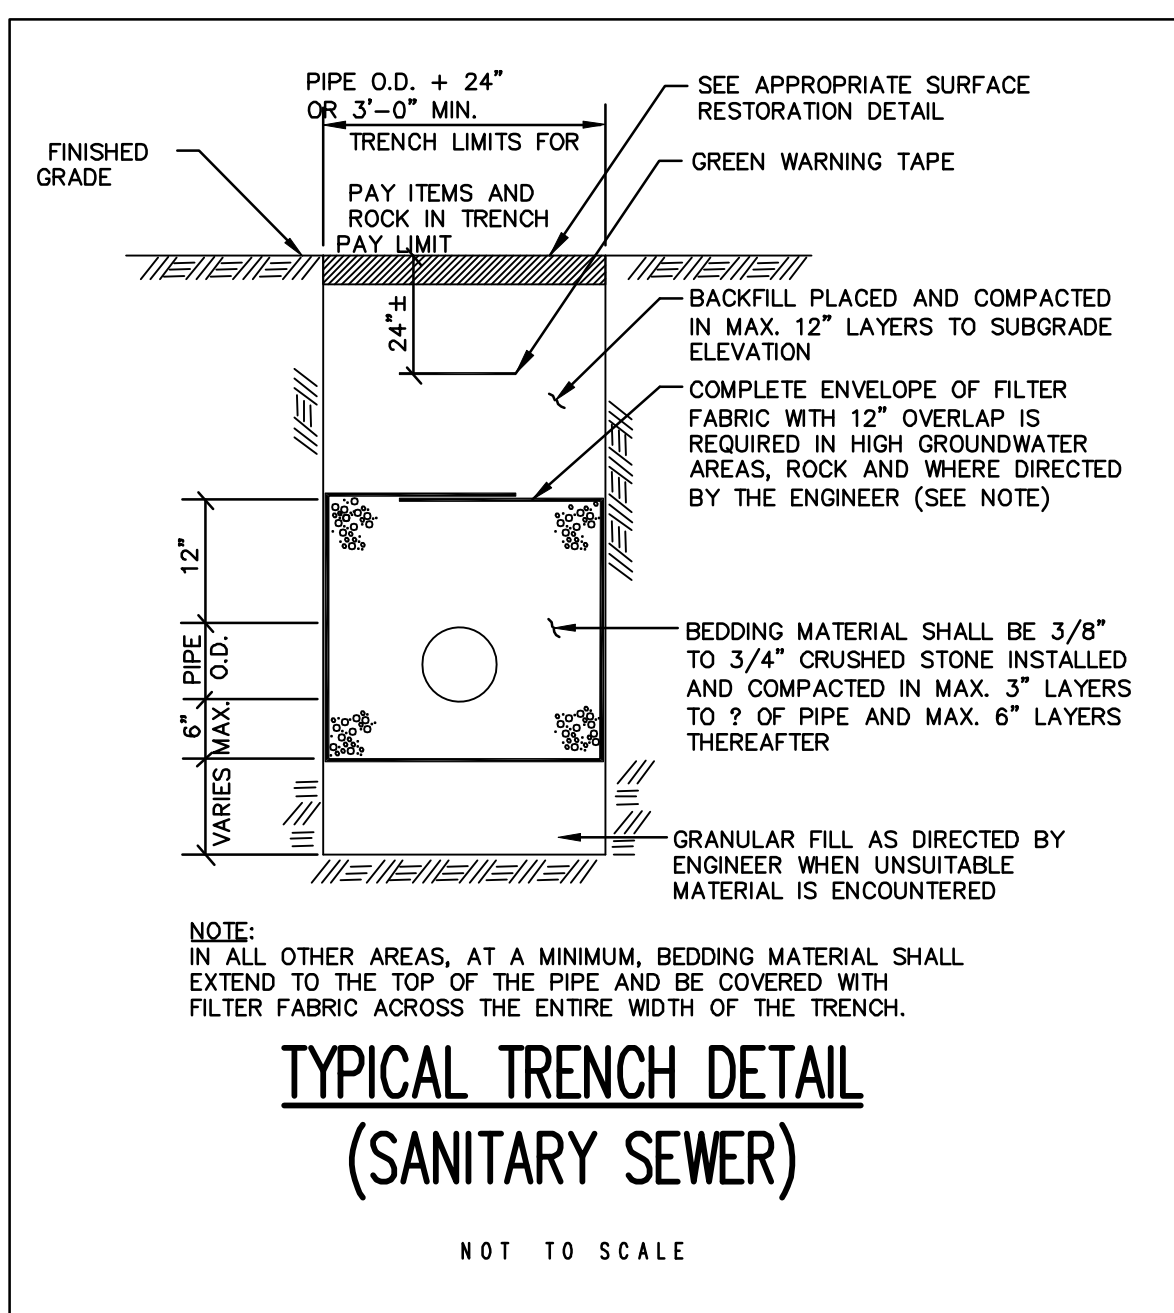 PIPE O.D. + 24"
OR 3'-0" MIN.
TRENCH LIMITS FOR
PAY ITEMS AND
ROCK IN TRENCH
PAY LIMIT
SEE APPROPRIATE SURFACE
RESTORATION DETAIL
FINISHED
GRADE
GREEN WARNING TAPE
24"±
BACKFILL PLACED AND COMPACTED
IN MAX. 12" LAYERS TO SUBGRADE
ELEVATION
COMPLETE ENVELOPE OF FILTER
FABRIC WITH 12" OVERLAP IS
REQUIRED IN HIGH GROUNDWATER
AREAS, ROCK AND WHERE DIRECTED
BY THE ENGINEER (SEE NOTE)
12"
PIPE
O.D.
6"
MAX.
VARIES
BEDDING MATERIAL SHALL BE 3/8"
TO 3/4" CRUSHED STONE INSTALLED
AND COMPACTED IN MAX. 3" LAYERS
TO ? OF PIPE AND MAX. 6" LAYERS
THEREAFTER
GRANULAR FILL AS DIRECTED BY
ENGINEER WHEN UNSUITABLE
MATERIAL IS ENCOUNTERED
NOTE:
IN ALL OTHER AREAS, AT A MINIMUM, BEDDING MATERIAL SHALL
EXTEND TO THE TOP OF THE PIPE AND BE COVERED WITH
FILTER FABRIC ACROSS THE ENTIRE WIDTH OF THE TRENCH.
TYPICAL TRENCH DETAIL
(SANITARY SEWER)
NOT TO SCALE